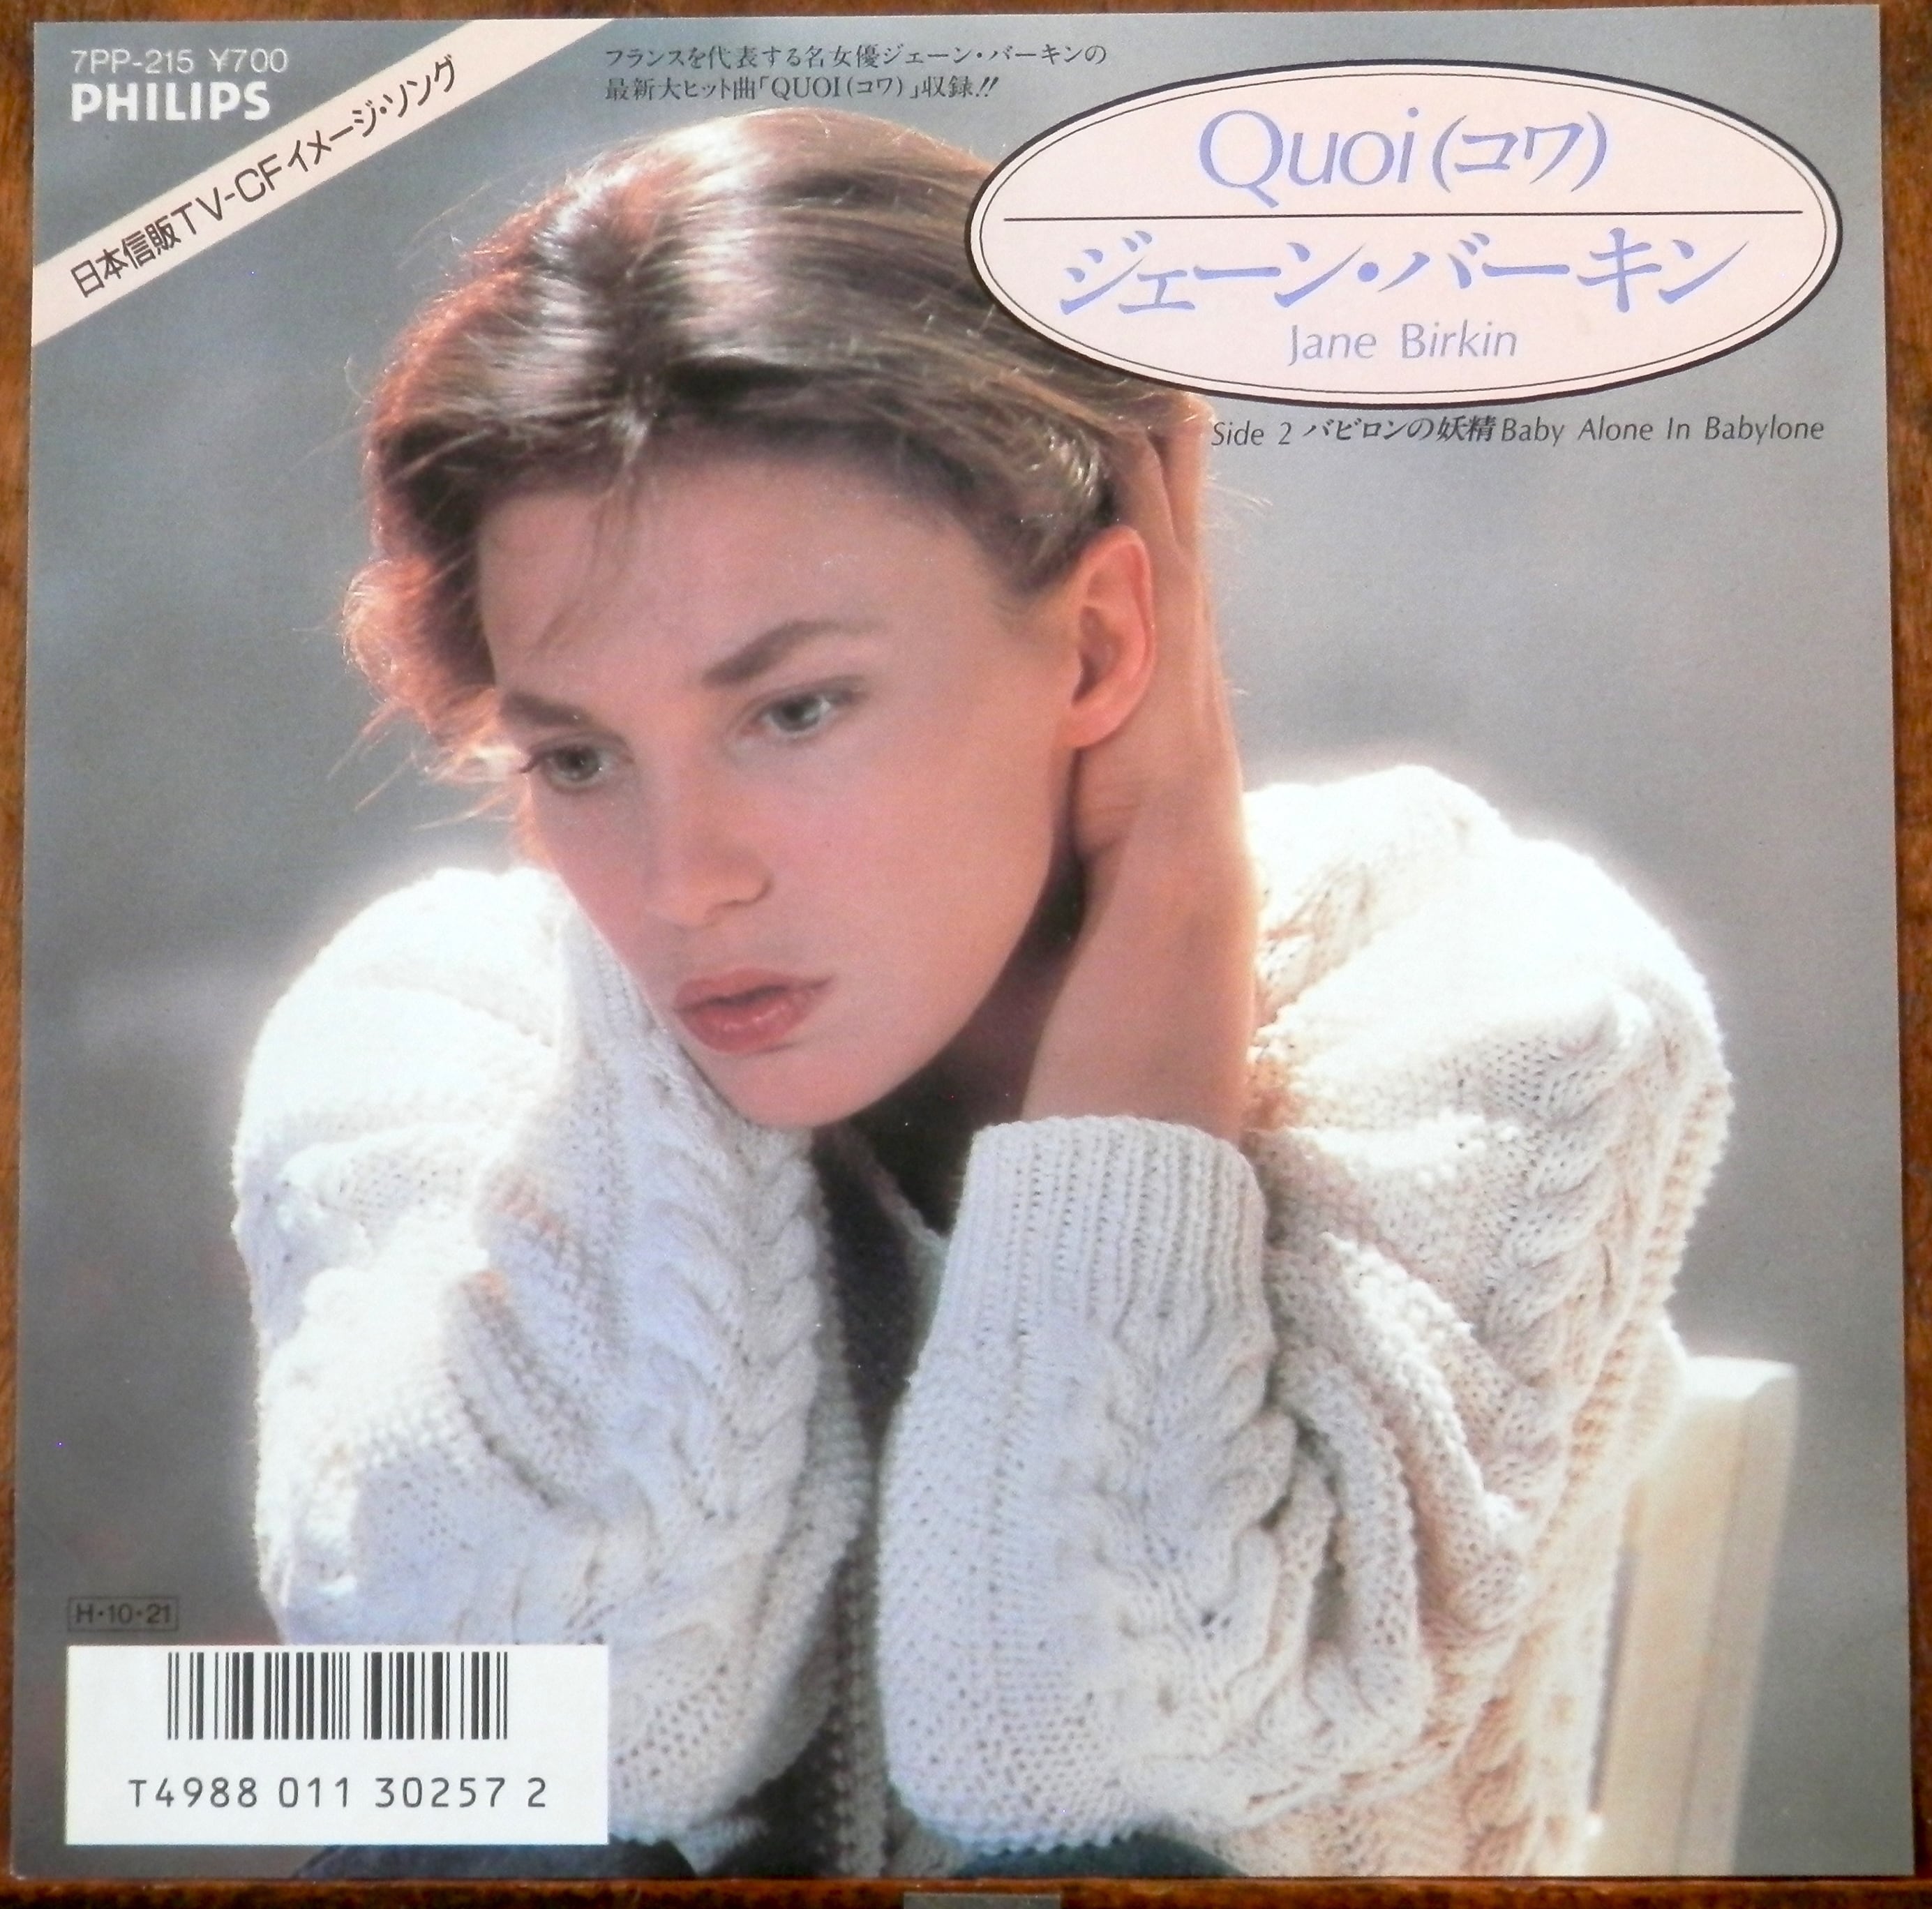 7PP-215 ¥700
PHILIPS
日本信販TV-CFイメージ・ソング
フランスを代表する名女優ジェーン・バーキンの
最新大ヒット曲「QUOI(コワ)」収録!!
Quoi(コワ)
ジェーン・バーキン
Jane Birkin
Side 2 バビロンの妖精 Baby Alone In Babylone
H・10・21
T4988 011 30257 2